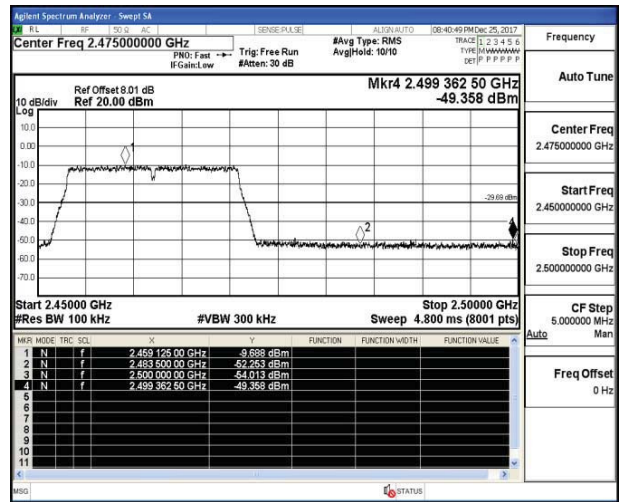 Agilent Spectrum Analyzer - Swept SA
RL RF 50 Ω AC SENSE:PULSE ALIGNAUTO 08:40:49 PM Dec 25, 2017
Center Freq 2.475000000 GHz
PNO: Fast
IFGain:Low
Trig: Free Run
#Atten: 30 dB
#Avg Type: RMS
Avg|Hold: 10/10
TRACE 1 2 3 4 5 6
TYPE MWWWWW
DET P P P P P P
Frequency
Auto Tune
Mkr4 2.499 362 50 GHz
-49.358 dBm
Ref Offset 8.01 dB
10 dB/div Ref 20.00 dBm
Log
10.0
0.00
-10.0
-20.0
-30.0
-40.0
-50.0
-60.0
-70.0
1
2
4
-29.69 dBm
Center Freq
2.475000000 GHz
Start Freq
2.450000000 GHz
Stop Freq
2.500000000 GHz
CF Step
5.000000 MHz
Auto Man
Freq Offset
0 Hz
Start 2.45000 GHz Stop 2.50000 GHz
#Res BW 100 kHz #VBW 300 kHz Sweep 4.800 ms (8001 pts)
MKR MODE TRC SCL X Y FUNCTION FUNCTION WIDTH FUNCTION VALUE
1 N f 2.459 125 00 GHz -9.688 dBm
2 N f 2.483 500 00 GHz -52.253 dBm
3 N f 2.500 000 00 GHz -54.013 dBm
4 N f 2.499 362 50 GHz -49.358 dBm
5
6
7
8
9
10
11
MSG STATUS